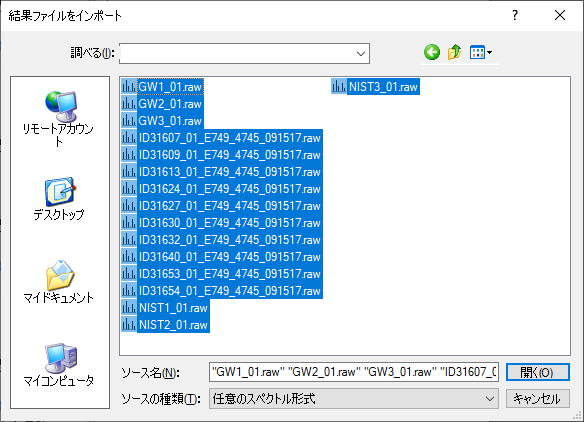 結果ファイルをインポート
?
調べる(I):
GW1_01.raw
GW2_01.raw
GW3_01.raw
ID31607_01_E749_4745_091517.raw
ID31609_01_E749_4745_091517.raw
ID31613_01_E749_4745_091517.raw
ID31624_01_E749_4745_091517.raw
ID31627_01_E749_4745_091517.raw
ID31630_01_E749_4745_091517.raw
ID31632_01_E749_4745_091517.raw
ID31640_01_E749_4745_091517.raw
ID31653_01_E749_4745_091517.raw
ID31654_01_E749_4745_091517.raw
NIST1_01.raw
NIST2_01.raw
NIST3_01.raw
リモートアカウン
ト
デスクトップ
マイドキュメント
マイコンピュータ
ソース名(N):
"GW1_01.raw" "GW2_01.raw" "GW3_01.raw" "ID31607_0
開く(O)
ソースの種類(T):
任意のスペクトル形式
キャンセル